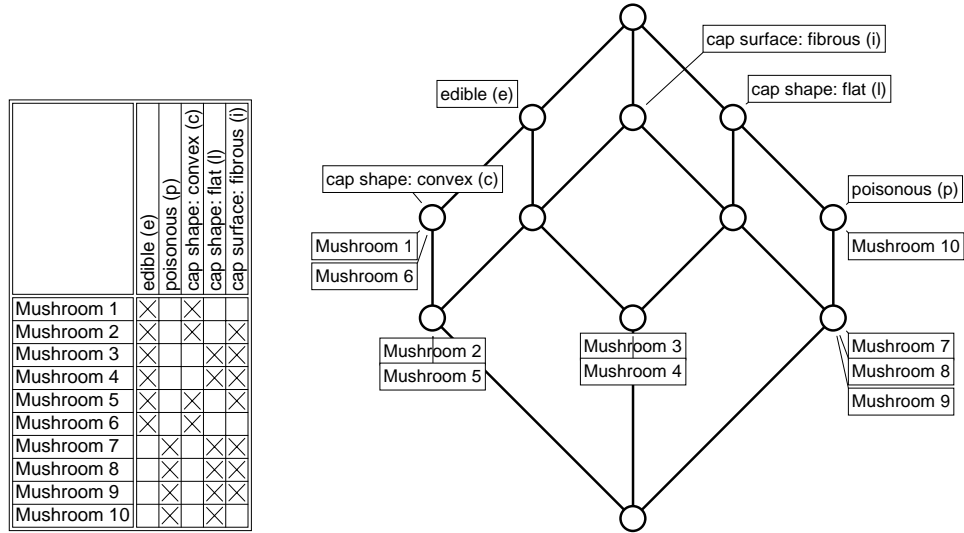 edible (e)
poisonous (p)
cap shape: convex (c)
cap shape: flat (l)
cap surface: fibrous (i)
Mushroom 1
Mushroom 2
Mushroom 3
Mushroom 4
Mushroom 5
Mushroom 6
Mushroom 7
Mushroom 8
Mushroom 9
Mushroom 10
cap surface: fibrous (i)
edible (e)
cap shape: flat (l)
cap shape: convex (c)
poisonous (p)
Mushroom 1
Mushroom 10
Mushroom 6
Mushroom 2
Mushroom 3
Mushroom 7
Mushroom 5
Mushroom 4
Mushroom 8
Mushroom 9